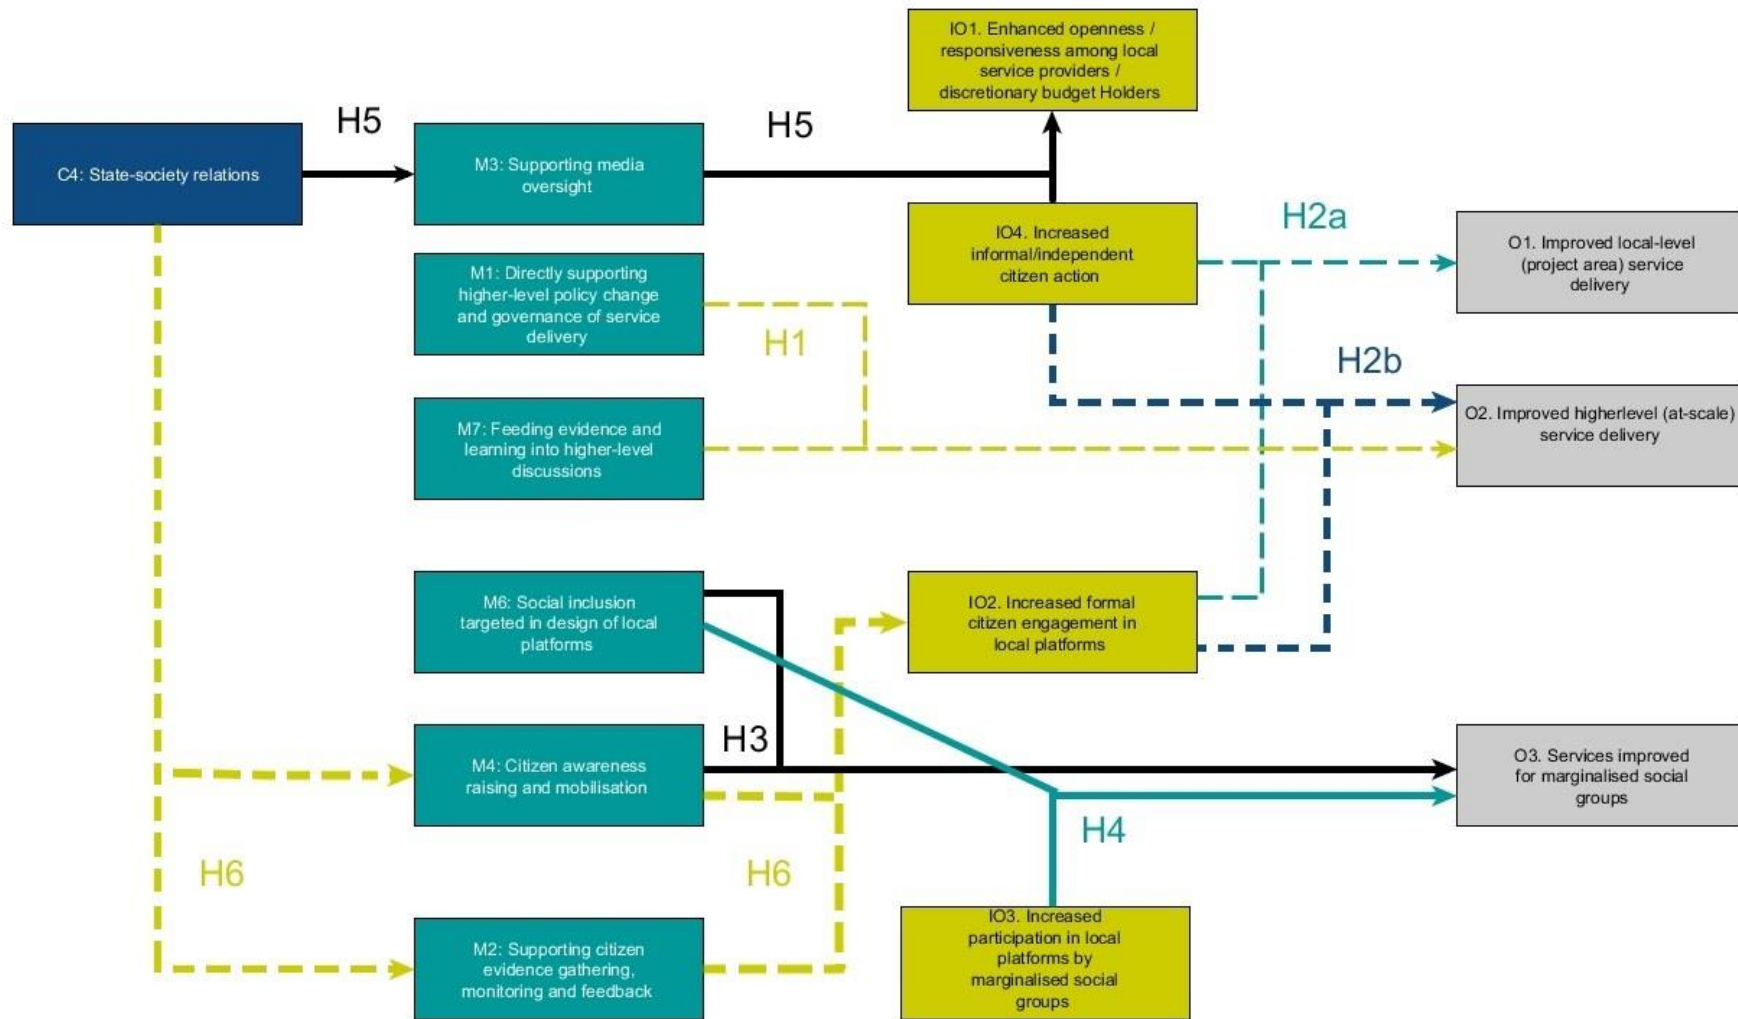 IO1. Enhanced openness /
responsiveness among local
service providers /
discretionary budget Holders
H5
H5
C4: State-society relations
M3: Supporting media
oversight
IO4. Increased
informal/independent
citizen action
H2a
O1. Improved local-level
(project area) service
delivery
M1: Directly supporting
higher-level policy change
and governance of service
delivery
H1
H2b
M7: Feeding evidence and
learning into higher-level
discussions
O2. Improved higherlevel (at-scale)
service delivery
M6: Social inclusion
targeted in design of local
platforms
IO2. Increased formal
citizen engagement in
local platforms
H3
M4: Citizen awareness
raising and mobilisation
O3. Services improved
for marginalised social
groups
H4
H6
H6
M2: Supporting citizen
evidence gathering,
monitoring and feedback
IO3. Increased
participation in local
platforms by
marginalised social
groups